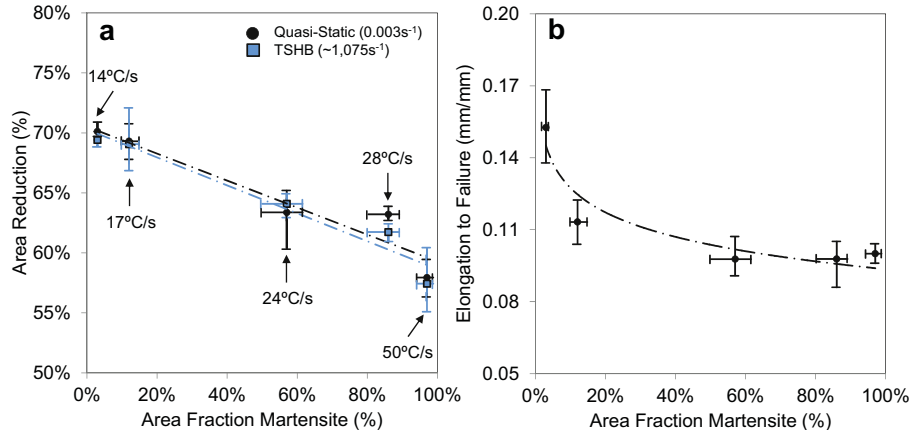 a
Quasi-Static (0.003s⁻¹)
TSHB (~1,075s⁻¹)
14ºC/s
17ºC/s
24ºC/s
28ºC/s
50ºC/s
Area Reduction (%)
80%
75%
70%
65%
60%
55%
50%
0% 20% 40% 60% 80% 100%
Area Fraction Martensite (%)
b
Elongation to Failure (mm/mm)
0.20
0.17
0.14
0.11
0.08
0.05
0% 20% 40% 60% 80% 100%
Area Fraction Martensite (%)